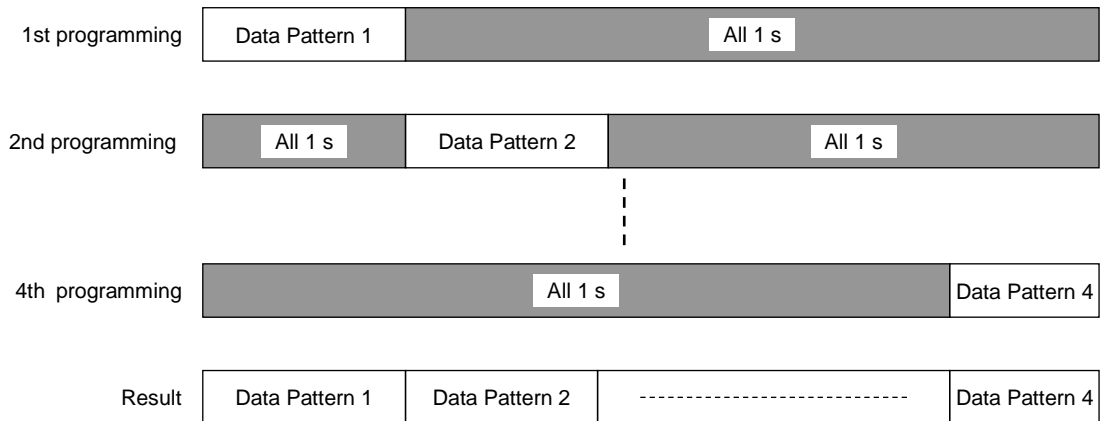 1st programming Data Pattern 1 All 1 s
2nd programming All 1 s Data Pattern 2 All 1 s
4th programming All 1 s Data Pattern 4
Result Data Pattern 1 Data Pattern 2 Data Pattern 4